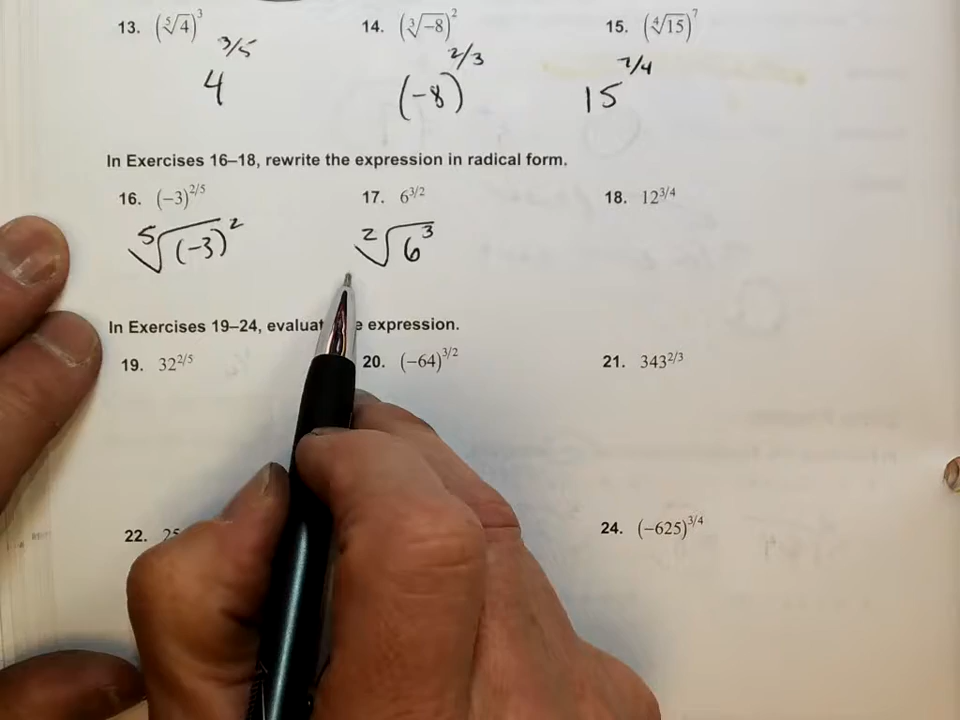 13. (⁵√4)³ 14. (³√−8)² 15. (⁴√15)⁷
4^3/5 (-8)^2/3 15^7/4
In Exercises 16–18, rewrite the expression in radical form.
16. (−3)^2/5 17. 6^3/2 18. 12^3/4
⁵√(-3)² ²√6³
In Exercises 19–24, evaluate expression.
19. 32^2/5 20. (−64)^3/2 21. 343^2/3
22. 24. (−625)^3/4